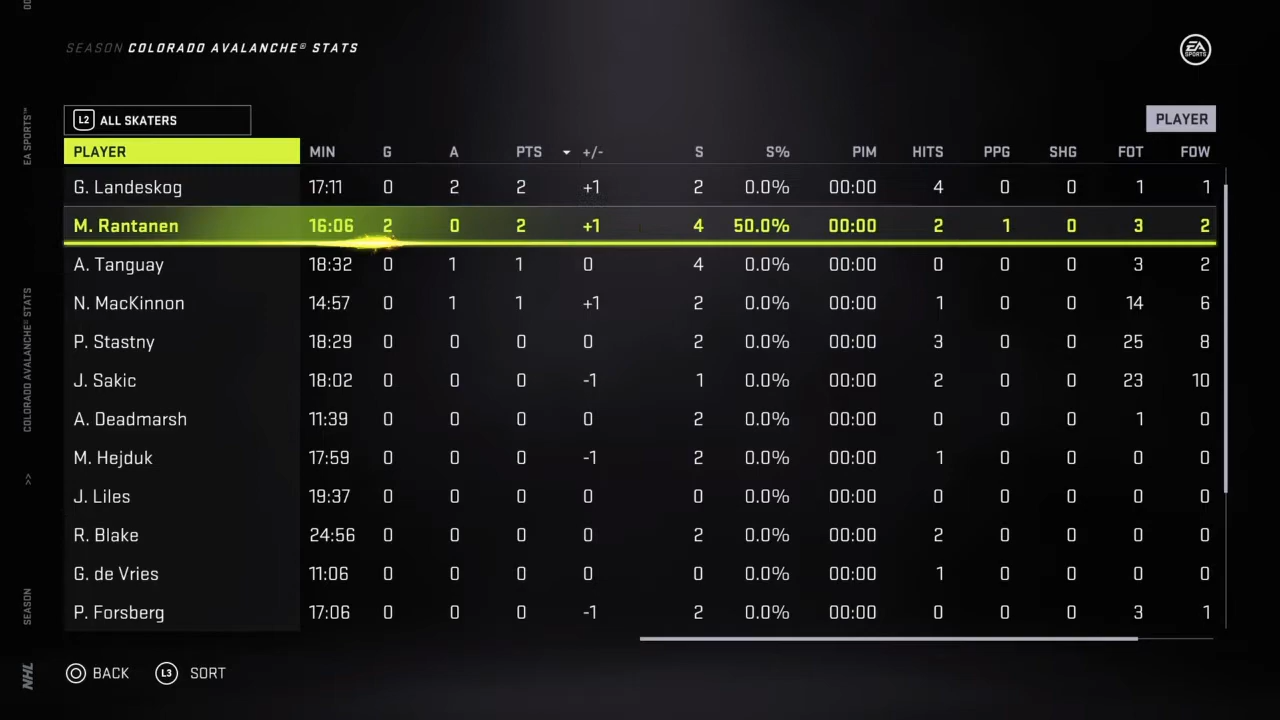 SEASON COLORADO AVALANCHE® STATS
EA SPORTS
L2 ALL SKATERS
PLAYER
PLAYER MIN G A PTS +/- S S% PIM HITS PPG SHG FOT FOW
G. Landeskog 17:11 0 2 2 +1 2 0.0% 00:00 4 0 0 1 1
M. Rantanen 16:06 2 0 2 +1 4 50.0% 00:00 2 1 0 3 2
A. Tanguay 18:32 0 1 1 0 4 0.0% 00:00 0 0 0 3 2
N. MacKinnon 14:57 0 1 1 +1 2 0.0% 00:00 1 0 0 14 6
P. Stastny 18:29 0 0 0 0 2 0.0% 00:00 3 0 0 25 8
J. Sakic 18:02 0 0 0 -1 1 0.0% 00:00 2 0 0 23 10
A. Deadmarsh 11:39 0 0 0 0 2 0.0% 00:00 0 0 0 1 0
M. Hejduk 17:59 0 0 0 -1 2 0.0% 00:00 1 0 0 0 0
J. Liles 19:37 0 0 0 0 0 0.0% 00:00 0 0 0 0 0
R. Blake 24:56 0 0 0 0 2 0.0% 00:00 2 0 0 0 0
G. de Vries 11:06 0 0 0 0 0 0.0% 00:00 1 0 0 0 0
P. Forsberg 17:06 0 0 0 -1 2 0.0% 00:00 0 0 0 3 1
BACK L3 SORT
NHL
SEASON
>>
COLORADO AVALANCHE® STATS
EA SPORTS™